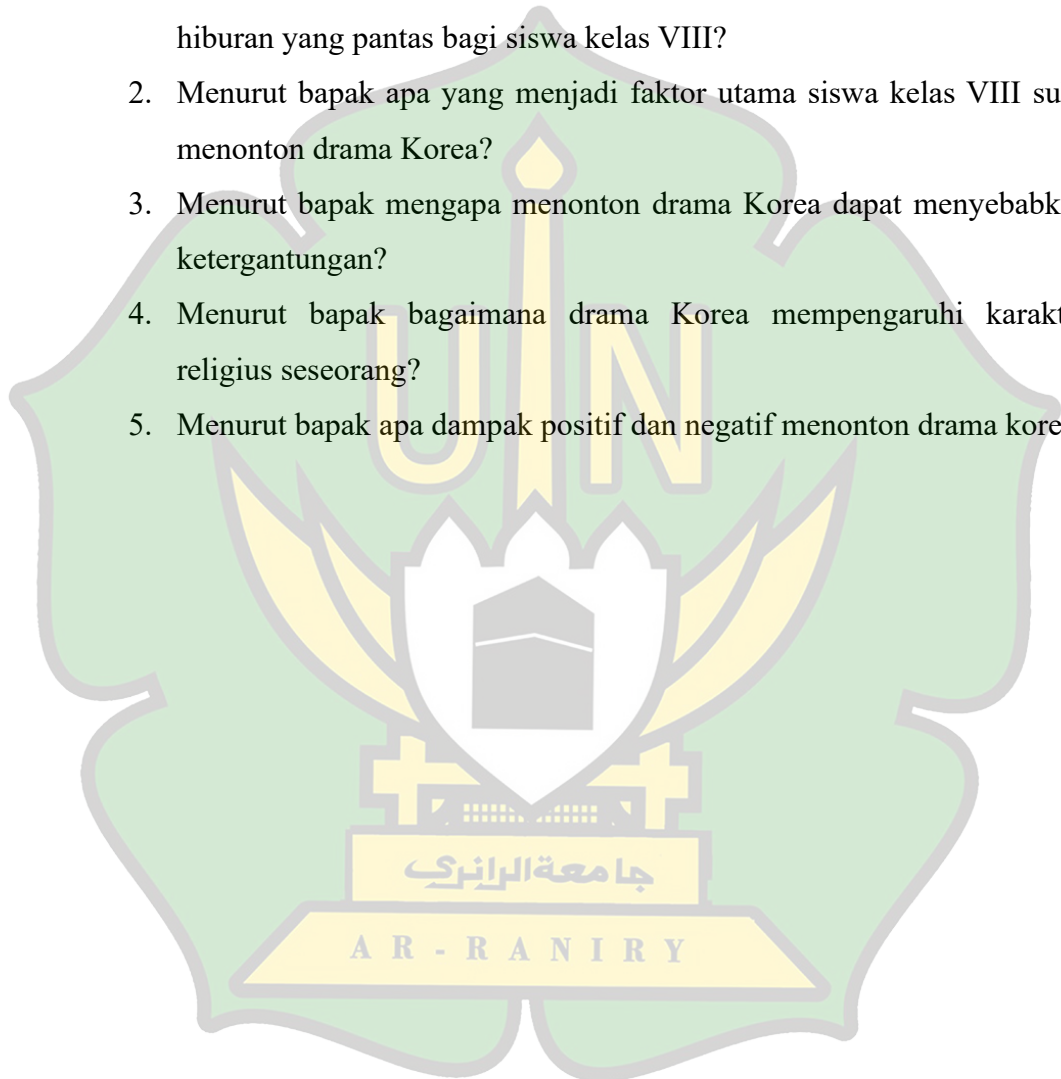 hiburan yang pantas bagi siswa kelas VIII?
2. Menurut bapak apa yang menjadi faktor utama siswa kelas VIII su
menonton drama Korea?
3. Menurut bapak mengapa menonton drama Korea dapat menyebabk
ketergantungan?
4. Menurut bapak bagaimana drama Korea mempengaruhi karakt
religius seseorang?
5. Menurut bapak apa dampak positif dan negatif menonton drama kore
UIN
جامعةالرانري
AR-RANIRY